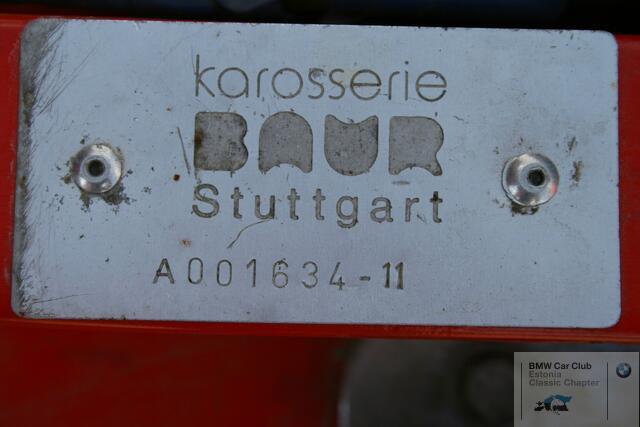 karosserie
BAUR
Stuttgart
A001634-11
BMW Car Club
Estonia
Classic Chapter